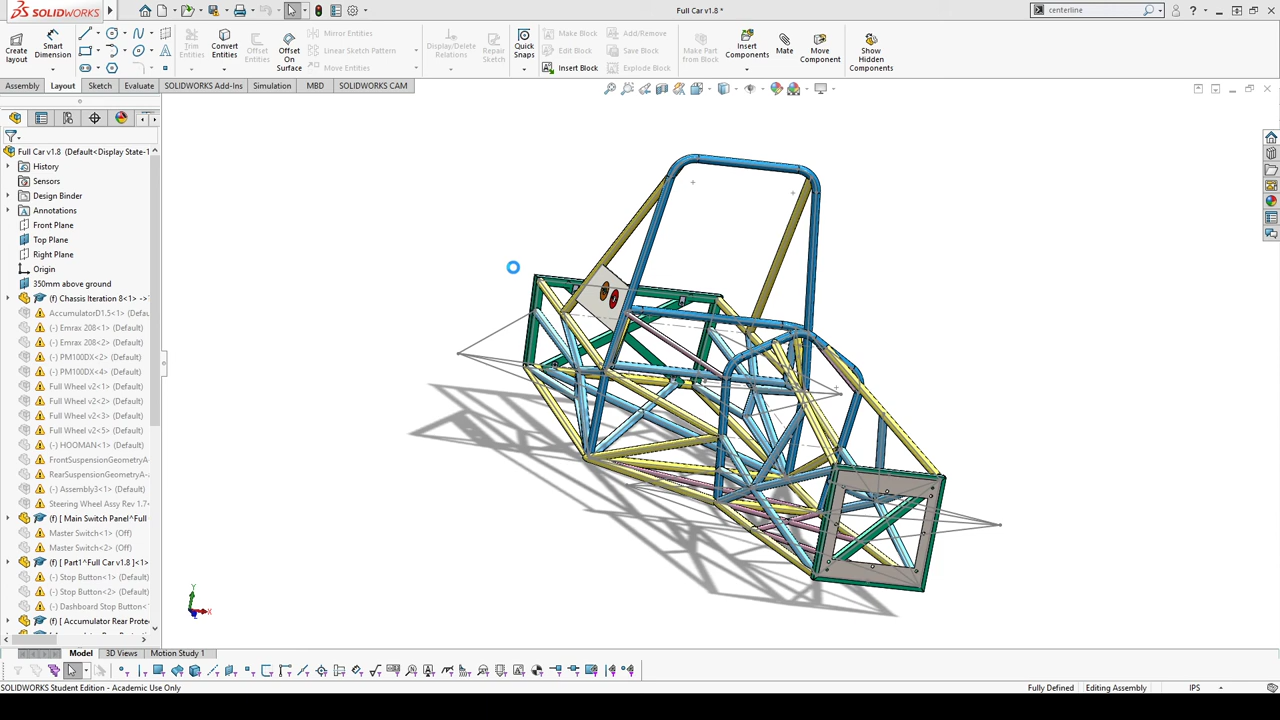 SOLIDWORKS
Full Car v1.8 *
centerline
Create layout
Smart Dimension
Trim Entities
Convert Entities
Offset Entities
Offset On Surface
Mirror Entities
Linear Sketch Pattern
Move Entities
Display/Delete Relations
Repair Sketch
Quick Snaps
Make Block
Edit Block
Insert Block
Add/Remove
Save Block
Explode Block
Make Part from Block
Insert Components
Mate
Move Component
Show Hidden Components
Assembly
Layout
Sketch
Evaluate
SOLIDWORKS Add-Ins
Simulation
MBD
SOLIDWORKS CAM
Full Car v1.8 (Default<Display State-1
History
Sensors
Design Binder
Annotations
Front Plane
Top Plane
Right Plane
Origin
350mm above ground
(f) Chassis Iteration 8<1> ->
AccumulatorD1.5<1> (Default)
(-) Emrax 208<1> (Default)
(-) PM100DX<2> (Default)
(-) PM100DX<4> (Default)
Full Wheel v2<1> (Default)
Full Wheel v2<2> (Default)
Full Wheel v2<3> (Default)
Full Wheel v2<5> (Default)
(-) HOOMAN<1> (Default)
FrontSuspensionGeometryA-
RearSuspensionGeometryA-
(-) Assembly3<1> (Default)
Steering Wheel Assy Rev 1.7
(f) [ Main Switch Panel^Full
Master Switch<1> (Off)
Master Switch<2> (Off)
(f) [ Part1^Full Car v1.8 ]<1>
(-) Stop Button<1> (Default)
(-) Stop Button<2> (Default)
(-) Dashboard Stop Button<1
(f) [ Accumulator Rear Prote
Y
X
Model
3D Views
Motion Study 1
SOLIDWORKS Student Edition - Academic Use Only
Fully Defined
Editing Assembly
IPS